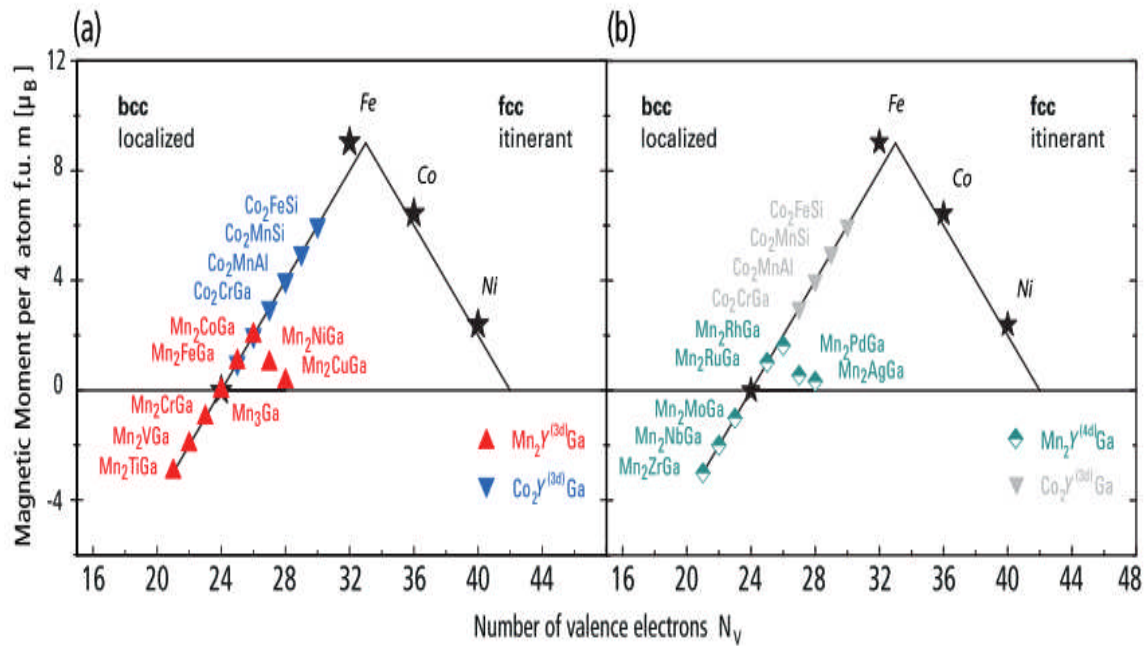 (a)
(b)
Magnetic Moment per 4 atom f.u. m [μB]
12
8
4
0
-4
bcc
localized
Fe
fcc
itinerant
Co
Ni
Co2FeSi
Co2MnSi
Co2MnAl
Co2CrGa
Mn2CoGa
Mn2FeGa
Mn2NiGa
Mn2CuGa
Mn2CrGa
Mn3Ga
Mn2VGa
Mn2TiGa
Mn2Y(3d)Ga
Co2Y(3d)Ga
16 20 24 28 32 36 40 44
bcc
localized
Fe
fcc
itinerant
Co
Ni
Co2FeSi
Co2MnSi
Co2MnAl
Co2CrGa
Mn2RhGa
Mn2RuGa
Mn2PdGa
Mn2AgGa
Mn2MoGa
Mn2NbGa
Mn2ZrGa
Mn2Y(4d)Ga
Co2Y(3d)Ga
16 20 24 28 32 36 40 44 48
Number of valence electrons NV